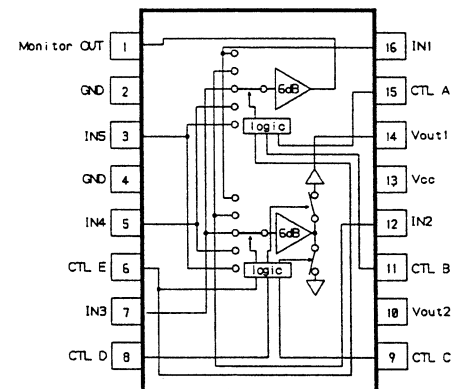 Monitor OUT 1 16 IN1
GND 2 6dB 15 CTL A
IN5 3 logic 14 Vout1
GND 4 13 Vcc
IN4 5 6dB 12 IN2
CTL E 6 logic 11 CTL B
IN3 7 10 Vout2
CTL D 8 9 CTL C